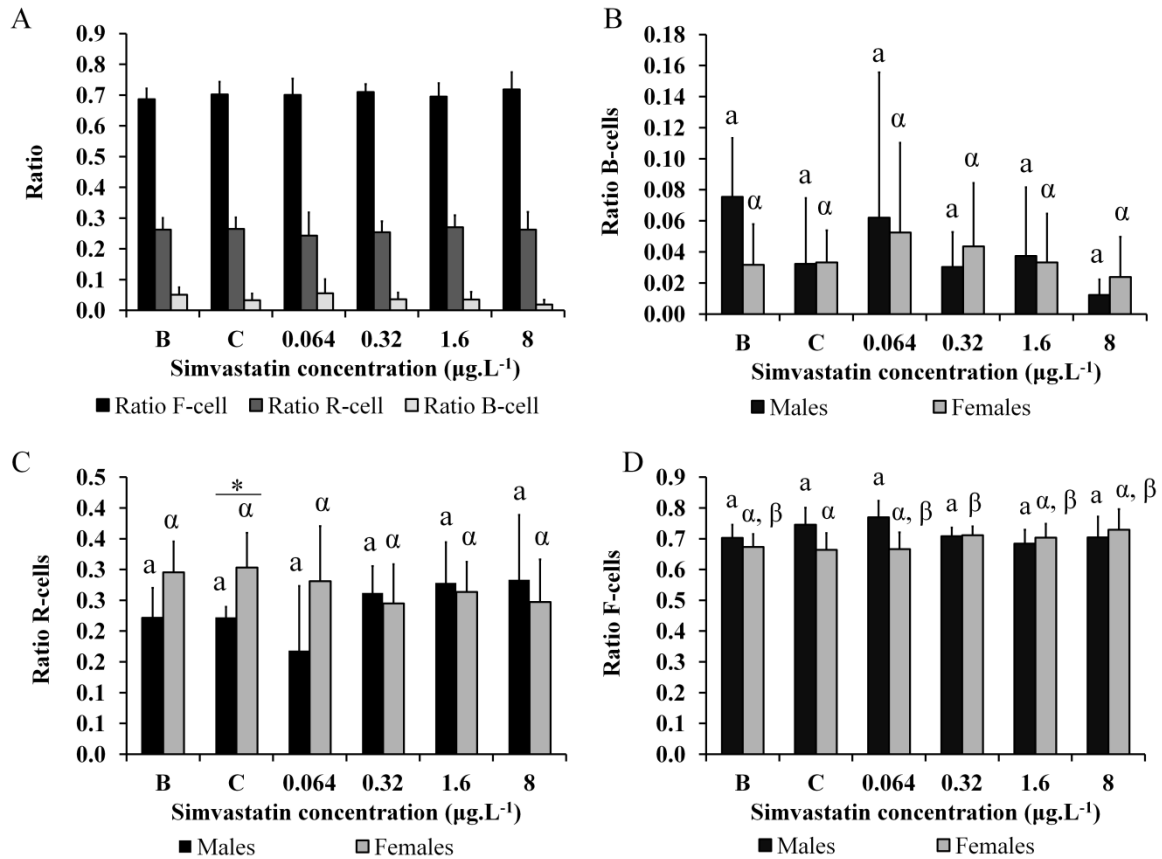 A
0.9
0.8
0.7
0.6
0.5
0.4
0.3
0.2
0.1
0.0
Ratio
B C 0.064 0.32 1.6 8
Simvastatin concentration (µg.L-1)
Ratio F-cell Ratio R-cell Ratio B-cell
B
0.18
0.16
0.14
0.12
0.10
0.08
0.06
0.04
0.02
0.00
Ratio B-cells
a α a α a α a α a α a α
B C 0.064 0.32 1.6 8
Simvastatin concentration (µg.L-1)
Males Females
C
0.5
0.4
0.4
0.3
0.3
0.2
0.2
0.1
0.1
0.0
Ratio R-cells
*
a α a α a α a α a α a α
B C 0.064 0.32 1.6 8
Simvastatin concentration (µg.L-1)
Males Females
D
0.9
0.8
0.7
0.6
0.5
0.4
0.3
0.2
0.1
0.0
Ratio F-cells
a α, β a α a α, β a β a α, β a α, β
B C 0.064 0.32 1.6 8
Simvastatin concentration (µg.L-1)
Males Females